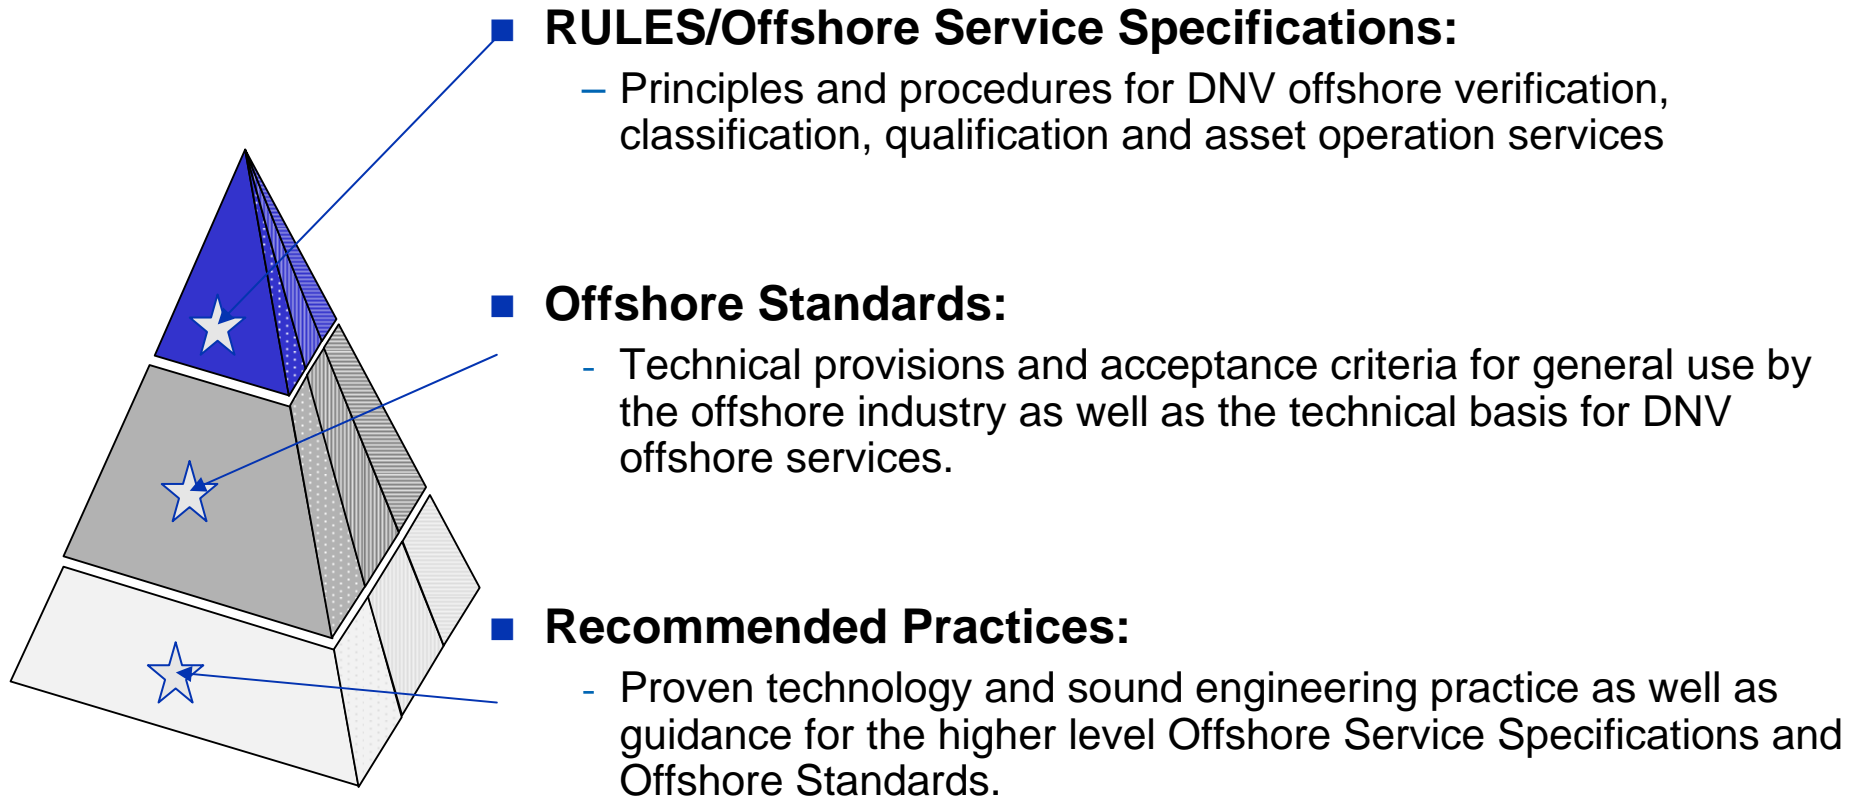 ■ RULES/Offshore Service Specifications:
– Principles and procedures for DNV offshore verification,
classification, qualification and asset operation services
■ Offshore Standards:
- Technical provisions and acceptance criteria for general use by
the offshore industry as well as the technical basis for DNV
offshore services.
■ Recommended Practices:
- Proven technology and sound engineering practice as well as
guidance for the higher level Offshore Service Specifications and
Offshore Standards.